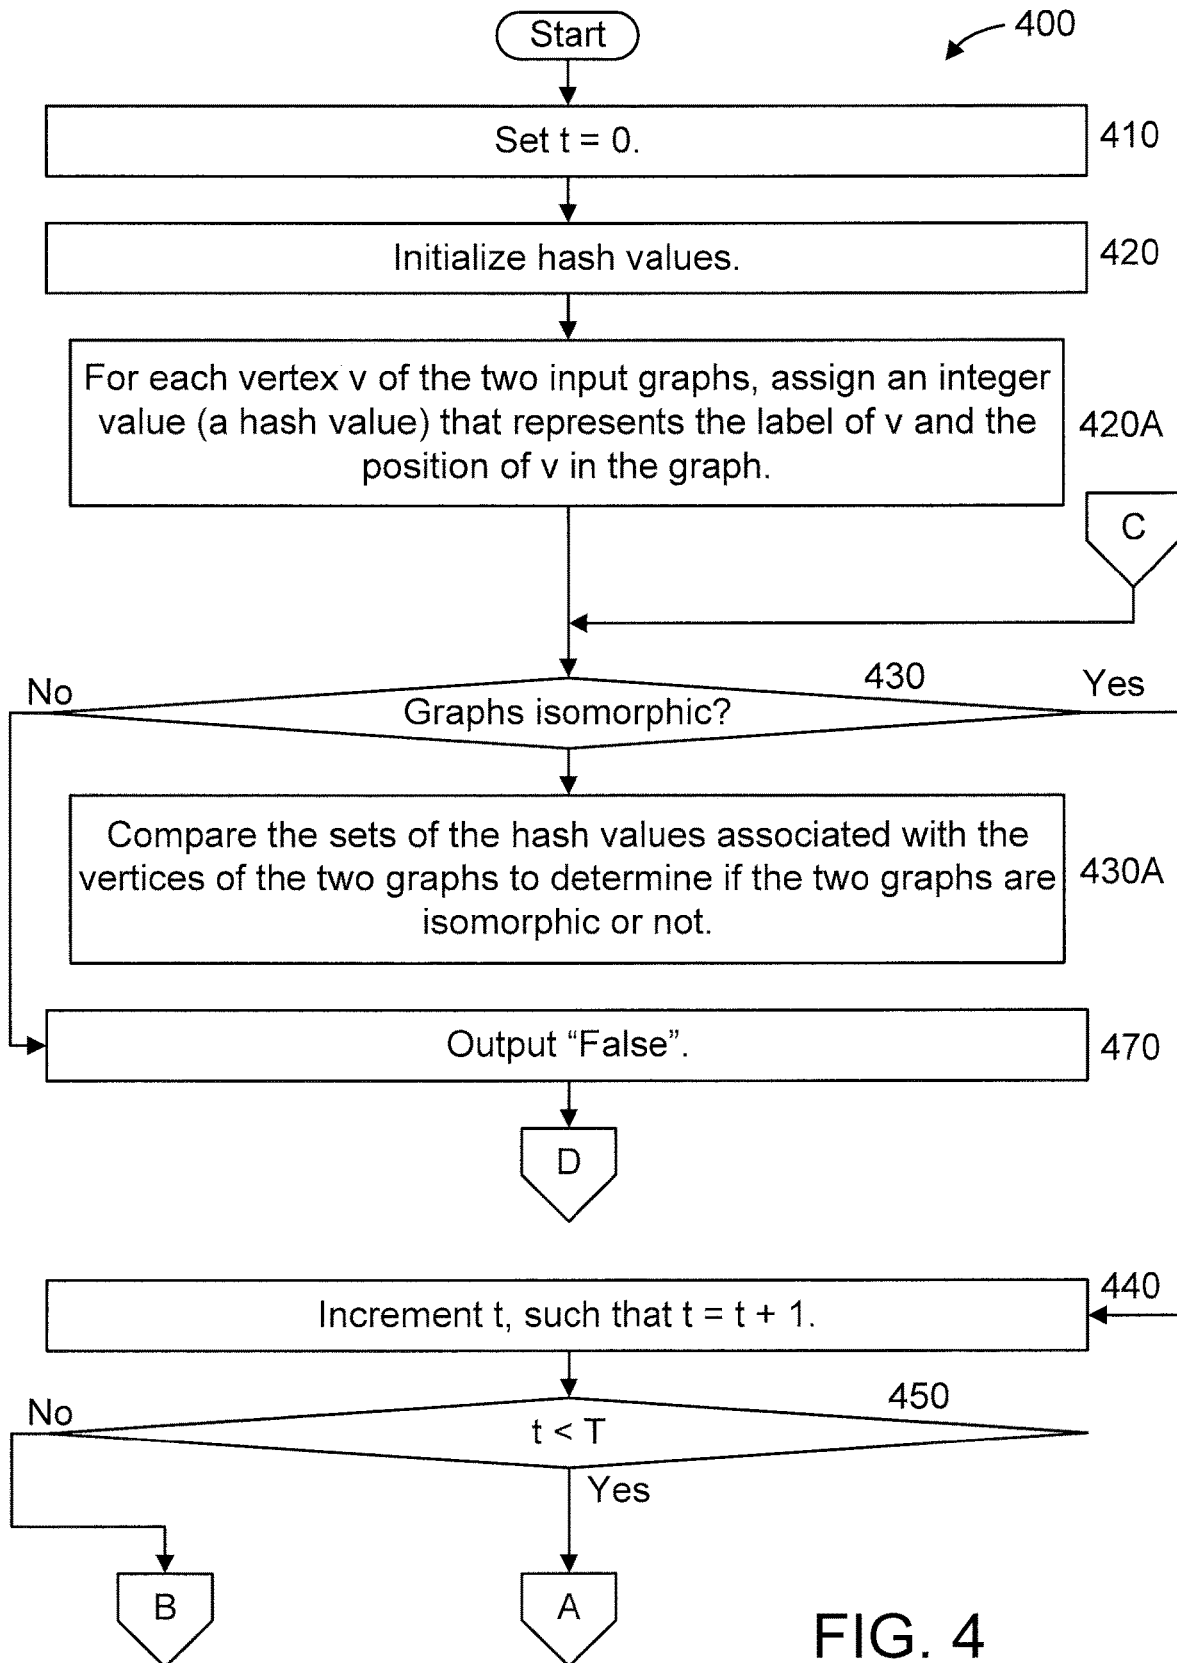 Start
400
Set t = 0.
410
Initialize hash values.
420
For each vertex v of the two input graphs, assign an integer
value (a hash value) that represents the label of v and the
position of v in the graph.
420A
C
No
430
Yes
Graphs isomorphic?
Compare the sets of the hash values associated with the
vertices of the two graphs to determine if the two graphs are
isomorphic or not.
430A
Output “False”.
470
D
Increment t, such that t = t + 1.
440
No
450
t < T
Yes
B
A
FIG. 4